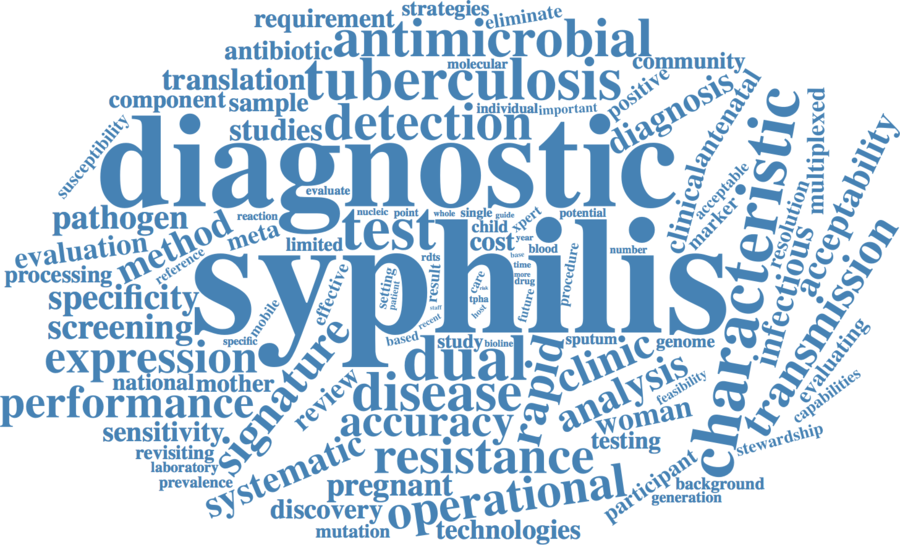 strategies
eliminate
requirement
antimicrobial
antibiotic
molecular
community
translation
tuberculosis
positive
component
sample
individual
important
diagnosis
susceptibility
studies
detection
clinical
antenatal
characteristic
multiplexed
diagnostic
evaluate
acceptable
acceptability
pathogen
reaction
nucleic
point
whole
single
guide
xpert
potential
marker
resolution
method
meta
limited
test
child
cost
year
blood
number
evaluation
reference
processing
syphilis
rdts
base
time
more
drug
procedure
infectious
transmission
specificity
mobile
effective
setting
patient
result
staff
care
risk
tpha
host
future
screening
specific
based
recent
study
bioline
sputum
genome
evaluating
expression
signature
dual
rapid
clinic
feasibility
capabilities
national
mother
review
disease
analysis
performance
accuracy
woman
sensitivity
testing
stewardship
revisiting
systematic
resistance
laboratory
prevalence
pregnant
operational
participant
background
generation
discovery
mutation
technologies